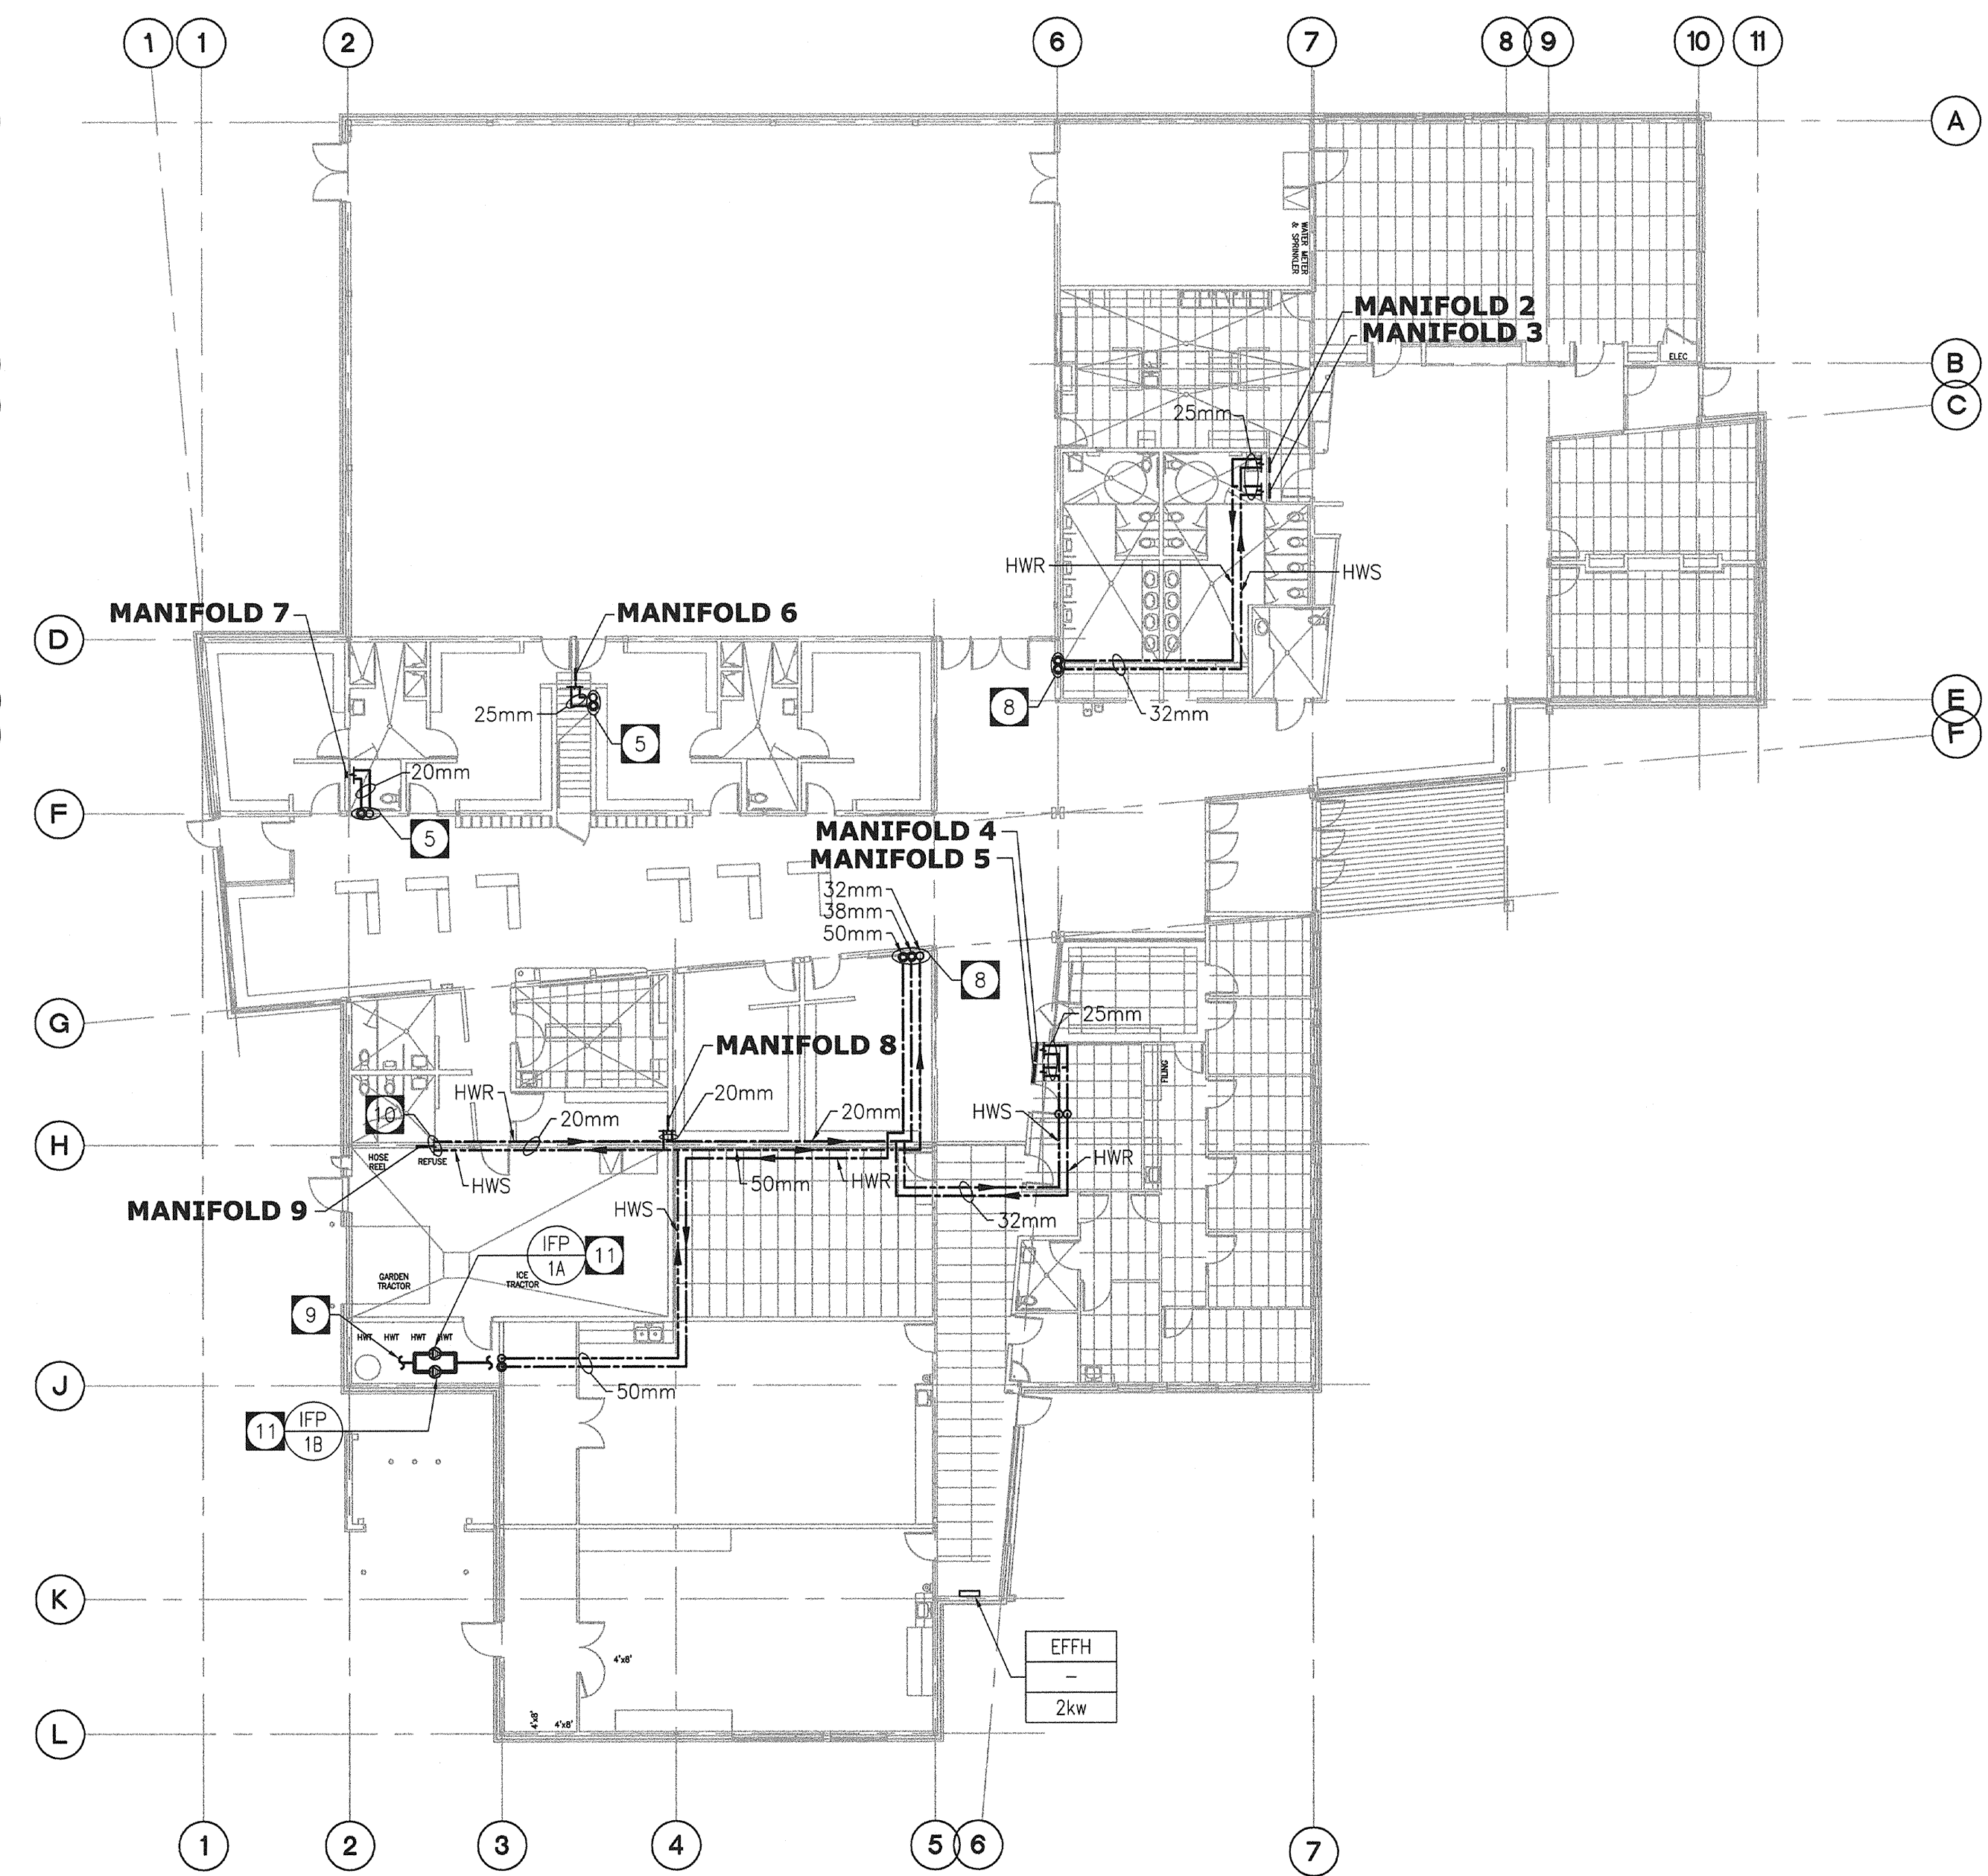 1 1 2 6 7 8 9 10 11
A
WATER METER
& SPRINKLER
MANIFOLD 2
MANIFOLD 3
ELEC
B
C
25mm
HWR
HWS
MANIFOLD 7
MANIFOLD 6
D
8
32mm
E
F
25mm
5
20mm
F
5
MANIFOLD 4
MANIFOLD 5
32mm
38mm
50mm
8
G
25mm
MANIFOLD 8
FILING
HWR
20mm
20mm
10
20mm
HWS
H
HOSE
REEL
REFUSE
HWS
50mm
HWR
HWR
MANIFOLD 9
HWS
32mm
IFP
1A
11
GARDEN
TRACTOR
ICE
TRACTOR
9
HWT HWT HWT HWT
J
50mm
11
IFP
1B
K
EFFH
-
2kw
4'x8'
4'x8'
4'x8'
L
1 2 3 4 5 6 7